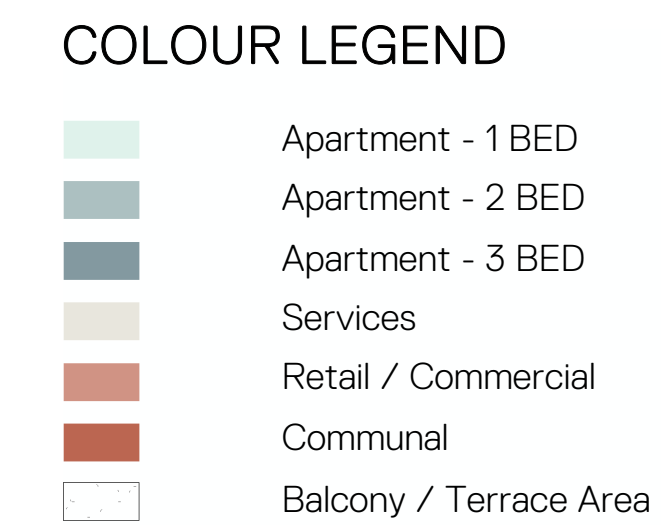 COLOUR LEGEND
Apartment - 1 BED
Apartment - 2 BED
Apartment - 3 BED
Services
Retail / Commercial
Communal
Balcony / Terrace Area